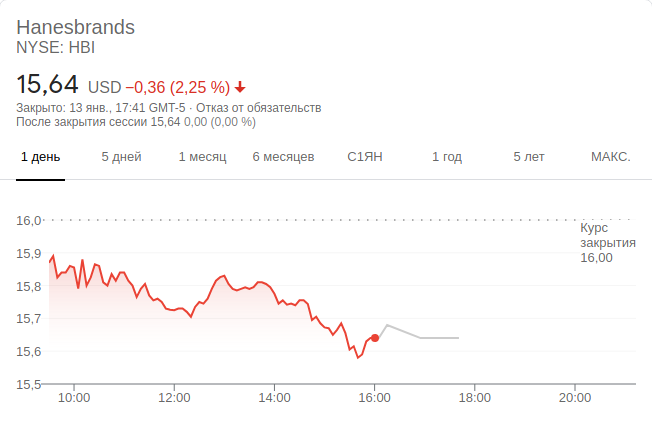 Hanesbrands
NYSE: HBI
15,64 USD −0,36 (2,25 %)
Закрыто: 13 янв., 17:41 GMT-5 · Отказ от обязательств
После закрытия сессии 15,64 0,00 (0,00 %)
1 день 5 дней 1 месяц 6 месяцев С1ЯН 1 год 5 лет МАКС.
16,0
Курс
закрытия
16,00
15,9
15,8
15,7
15,6
15,5
10:00 12:00 14:00 16:00 18:00 20:00